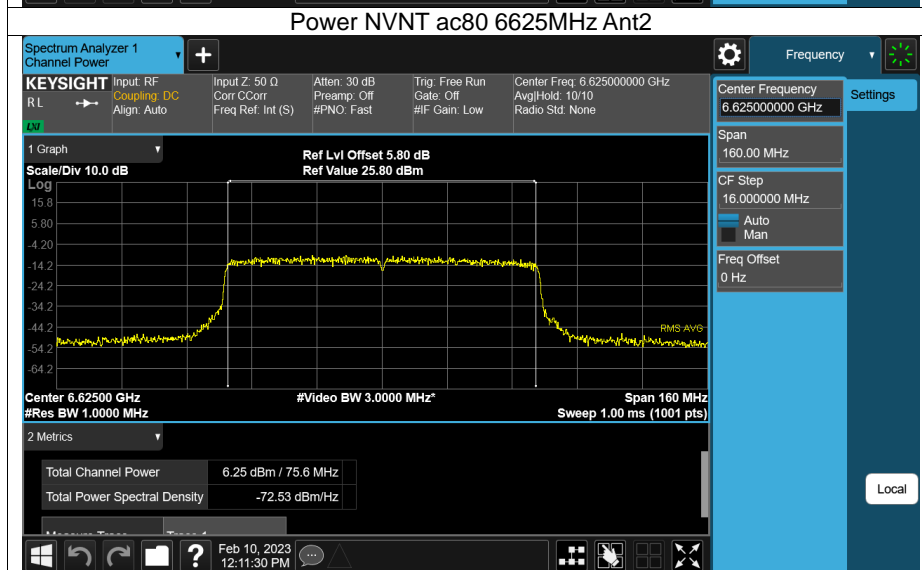 Power NVNT ac80 6625MHz Ant2
Spectrum Analyzer 1
Channel Power
+
Frequency
KEYSIGHT
RL
LXI
Input: RF
Coupling: DC
Align: Auto
Input Z: 50 Ω
Corr CCorr
Freq Ref: Int (S)
Atten: 30 dB
Preamp: Off
#PNO: Fast
Trig: Free Run
Gate: Off
#IF Gain: Low
Center Freq: 6.625000000 GHz
Avg|Hold: 10/10
Radio Std: None
Center Frequency
6.625000000 GHz
Settings
Span
160.00 MHz
CF Step
16.000000 MHz
Auto
Man
Freq Offset
0 Hz
1 Graph
Scale/Div 10.0 dB
Ref Lvl Offset 5.80 dB
Ref Value 25.80 dBm
Log
15.8
5.80
-4.20
-14.2
-24.2
-34.2
-44.2
-54.2
-64.2
RMS AVG
Center 6.62500 GHz
#Video BW 3.0000 MHz*
Span 160 MHz
#Res BW 1.0000 MHz
Sweep 1.00 ms (1001 pts)
2 Metrics
Total Channel Power 6.25 dBm / 75.6 MHz
Total Power Spectral Density -72.53 dBm/Hz
Local
?
Feb 10, 2023
12:11:30 PM